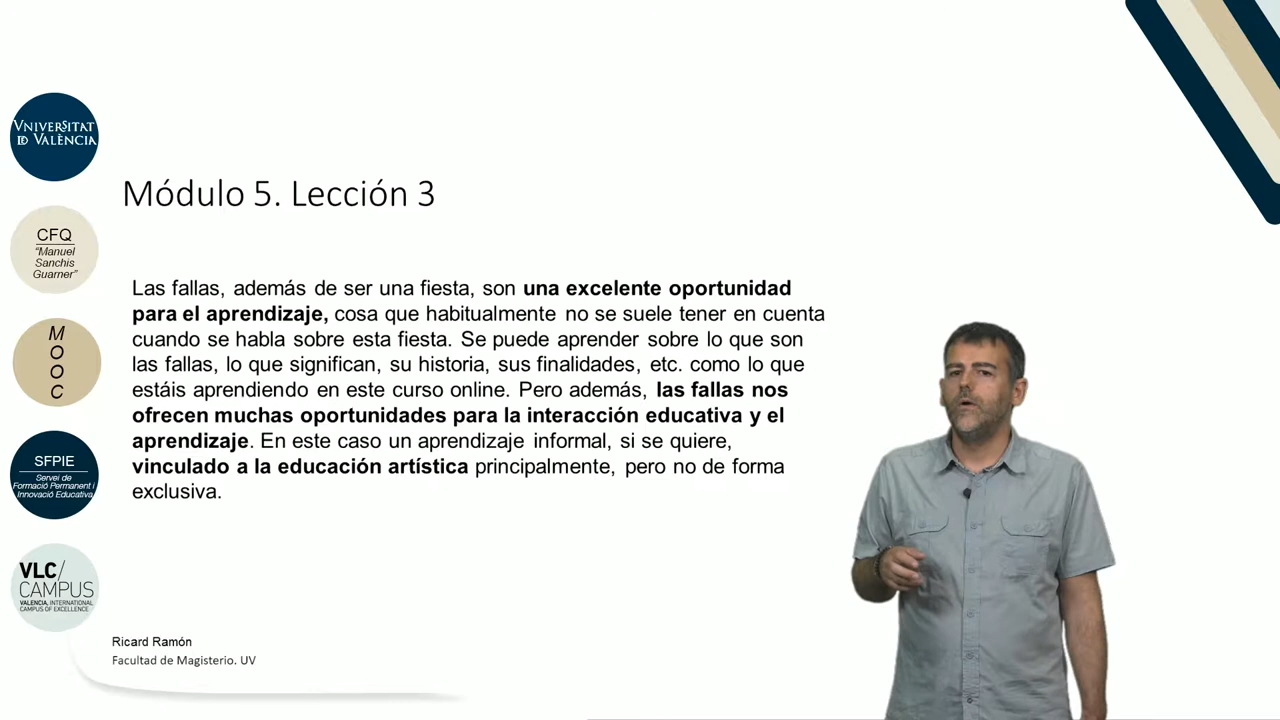 VNIVERSITAT
ID VALÈNCIA
CFQ
"Manuel
Sanchis
Guarner"
M
O
O
C
SFPIE
Servei de
Formació Permanent i
Innovació Educativa
VLC/
CAMPUS
VALENCIA, INTERNATIONAL
CAMPUS OF EXCELLENCE
Módulo 5. Lección 3
Las fallas, además de ser una fiesta, son una excelente oportunidad
para el aprendizaje, cosa que habitualmente no se suele tener en cuenta
cuando se habla sobre esta fiesta. Se puede aprender sobre lo que son
las fallas, lo que significan, su historia, sus finalidades, etc. como lo que
estáis aprendiendo en este curso online. Pero además, las fallas nos
ofrecen muchas oportunidades para la interacción educativa y el
aprendizaje. En este caso un aprendizaje informal, si se quiere,
vinculado a la educación artística principalmente, pero no de forma
exclusiva.
Ricard Ramón
Facultad de Magisterio. UV